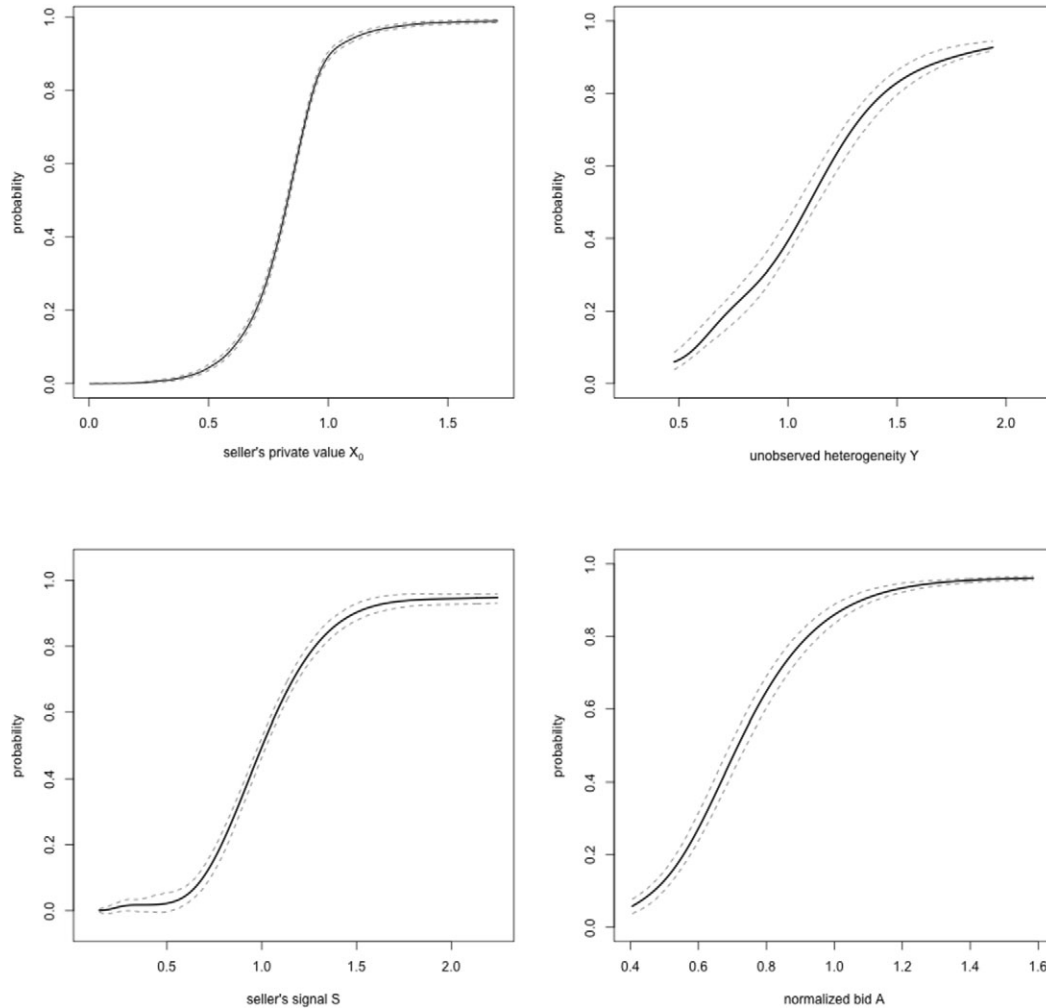 1.0
0.8
0.6
0.4
0.2
0.0
probability
0.0 0.5 1.0 1.5
seller's private value X₀
1.0
0.8
0.6
0.4
0.2
0.0
probability
0.5 1.0 1.5 2.0
unobserved heterogeneity Y
1.0
0.8
0.6
0.4
0.2
0.0
probability
0.5 1.0 1.5 2.0
seller's signal S
1.0
0.8
0.6
0.4
0.2
0.0
probability
0.4 0.6 0.8 1.0 1.2 1.4 1.6
normalized bid A